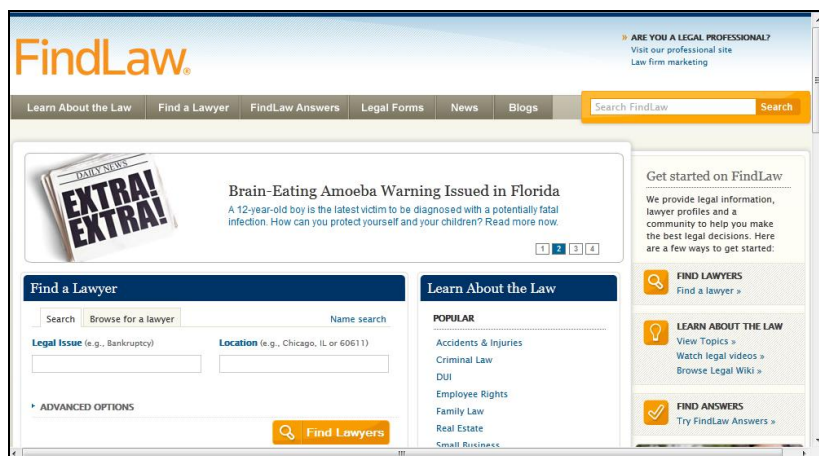 FindLaw.
» ARE YOU A LEGAL PROFESSIONAL?
Visit our professional site
Law firm marketing
Learn About the Law Find a Lawyer FindLaw Answers Legal Forms News Blogs
Search FindLaw Search
DAILY NEWS
EXTRA!
EXTRA!
Brain-Eating Amoeba Warning Issued in Florida
A 12-year-old boy is the latest victim to be diagnosed with a potentially fatal
infection. How can you protect yourself and your children? Read more now.
1 2 3 4
Find a Lawyer
Search Browse for a lawyer Name search
Legal Issue (e.g., Bankruptcy) Location (e.g., Chicago, IL or 60611)
ADVANCED OPTIONS
Find Lawyers
Learn About the Law
POPULAR
Accidents & Injuries
Criminal Law
DUI
Employee Rights
Family Law
Real Estate
Small Business
Get started on FindLaw
We provide legal information,
lawyer profiles and a
community to help you make
the best legal decisions. Here
are a few ways to get started:
FIND LAWYERS
Find a lawyer »
LEARN ABOUT THE LAW
View Topics »
Watch legal videos »
Browse Legal Wiki »
FIND ANSWERS
Try FindLaw Answers »